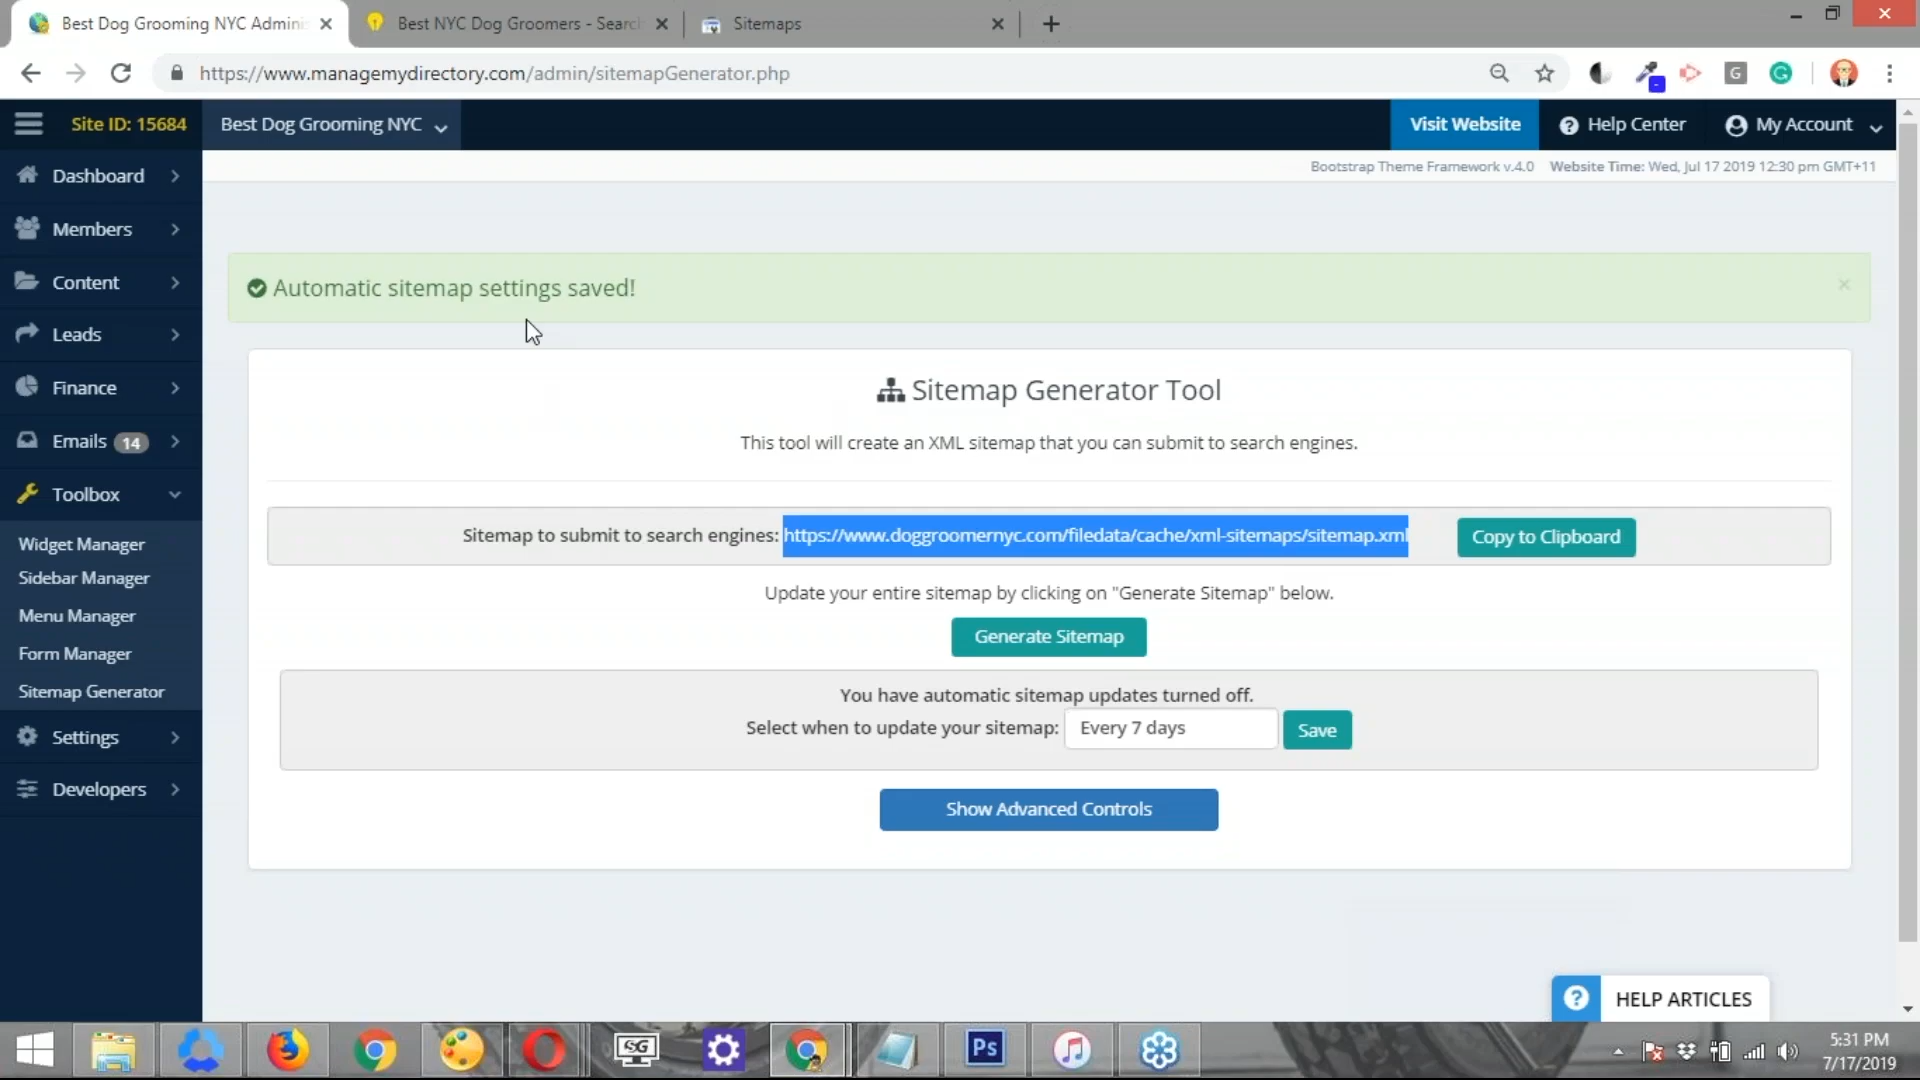 Best Dog Grooming NYC Adminis
Best NYC Dog Groomers - Search
Sitemaps
https://www.managemydirectory.com/admin/sitemapGenerator.php
Site ID: 15684
Best Dog Grooming NYC
Visit Website
Help Center
My Account
Bootstrap Theme Framework v.4.0 Website Time: Wed, Jul 17 2019 12:30 pm GMT+11
Dashboard
Members
Content
Leads
Finance
Emails 14
Toolbox
Widget Manager
Sidebar Manager
Menu Manager
Form Manager
Sitemap Generator
Settings
Developers
Automatic sitemap settings saved!
Sitemap Generator Tool
This tool will create an XML sitemap that you can submit to search engines.
Sitemap to submit to search engines: https://www.doggroomernyc.com/filedata/cache/xml-sitemaps/sitemap.xml
Copy to Clipboard
Update your entire sitemap by clicking on "Generate Sitemap" below.
Generate Sitemap
You have automatic sitemap updates turned off.
Select when to update your sitemap: Every 7 days Save
Show Advanced Controls
? HELP ARTICLES
SG
Ps
5:31 PM
7/17/2019